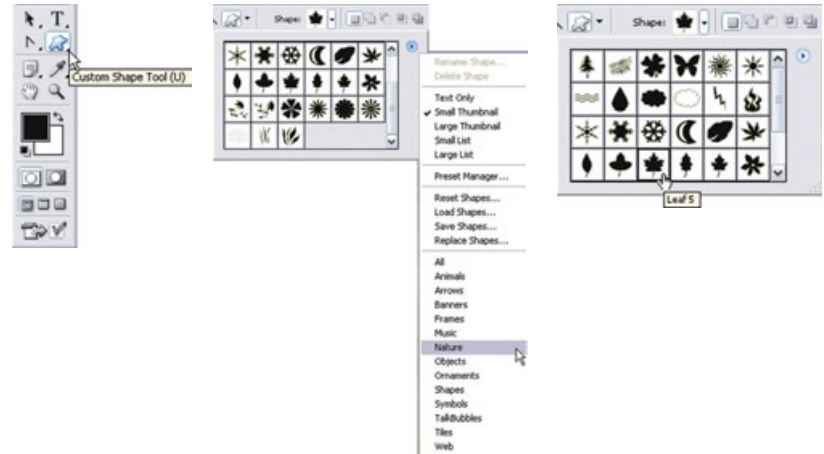 T
Custom Shape Tool (U)
Shape:
Rename Shape...
Delete Shape
Text Only
Small Thumbnail
Large Thumbnail
Small List
Large List
Preset Manager...
Reset Shapes...
Load Shapes...
Save Shapes...
Replace Shapes...
All
Animals
Arrows
Banners
Frames
Music
Nature
Objects
Ornaments
Shapes
Symbols
TalkBubbles
Tiles
Web
Shape:
Leaf 5